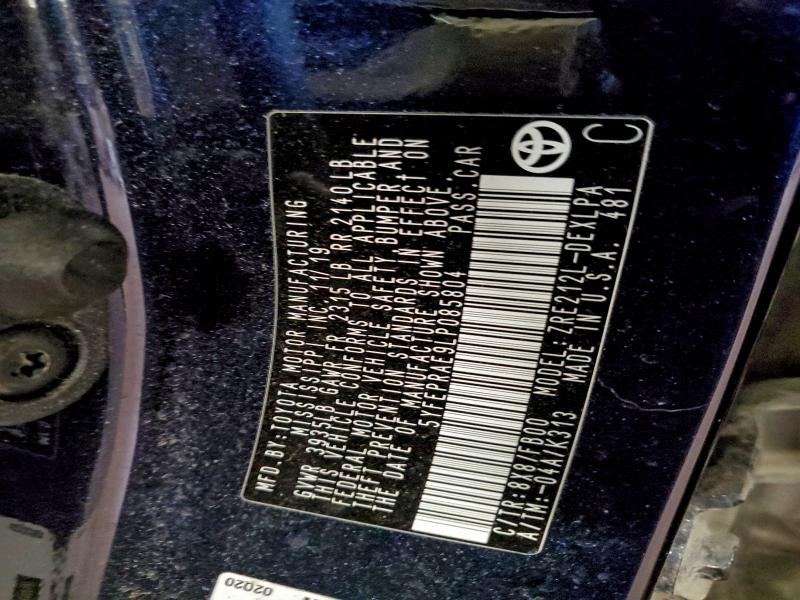 MFD BY:TOYOTA MOTOR MANUFACTURING
MISSISSIPPI, INC. 11/19
GVWR 3955LB GAWR FR 2315LB RR 2140LB
THIS VEHICLE CONFORMS TO ALL APPLICABLE
FEDERAL MOTOR VEHICLE SAFETY BUMPER AND
THEFT PREVENTION STANDARDS IN EFFECT ON
THE DATE OF MANUFACTURE SHOWN ABOVE.
5YFEPRAE9LP085804 PASS.CAR
C/TR:8X8/FB00 MODEL:ZRE212L-DEXLPA
A/TM:-04A/K313 MADE IN U.S.A. 481
C
02020